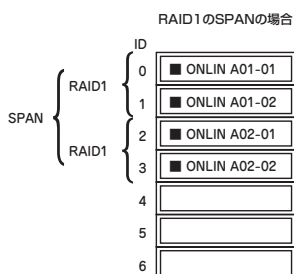 RAID1のSPANの場合
ID
0 ■ ONLIN A01-01
RAID1
1 ■ ONLIN A01-02
SPAN
2 ■ ONLIN A02-01
RAID1
3 ■ ONLIN A02-02
4
5
6